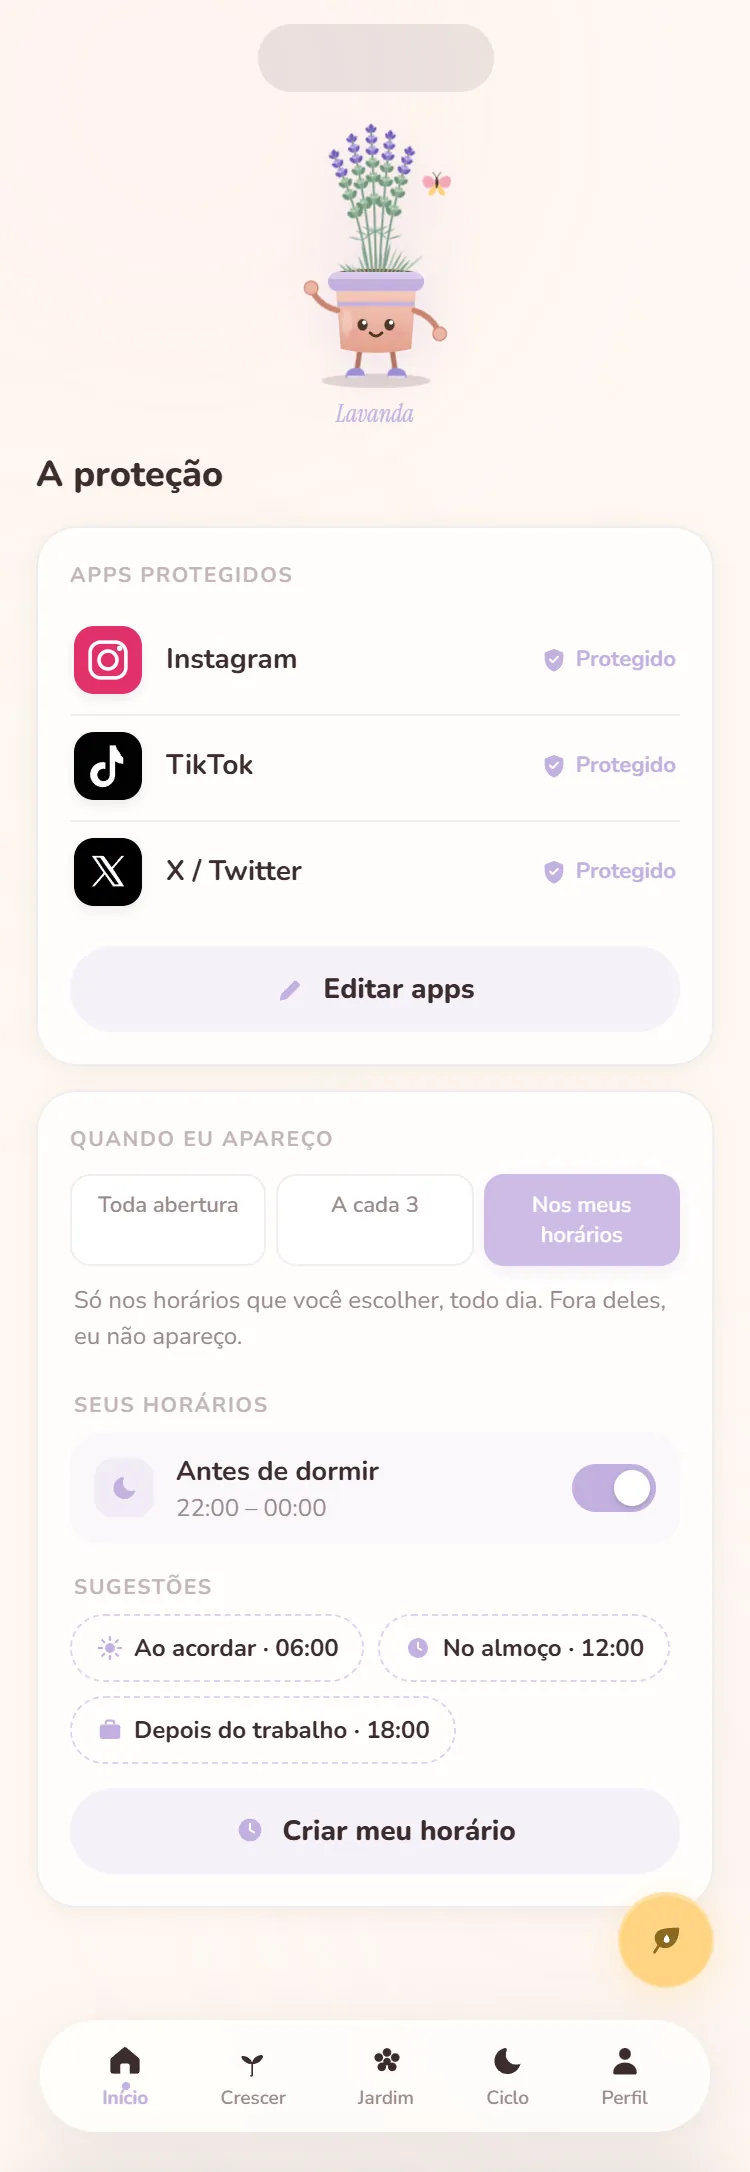 Lavanda
A proteção
APPS PROTEGIDOS
Instagram
Protegido
TikTok
Protegido
X / Twitter
Protegido
Editar apps
QUANDO EU APAREÇO
Toda abertura
A cada 3
Nos meus
horários
Só nos horários que você escolher, todo dia. Fora deles,
eu não apareço.
SEUS HORÁRIOS
Antes de dormir
22:00 – 00:00
SUGESTÕES
Ao acordar · 06:00
No almoço · 12:00
Depois do trabalho · 18:00
Criar meu horário
Início
Crescer
Jardim
Ciclo
Perfil